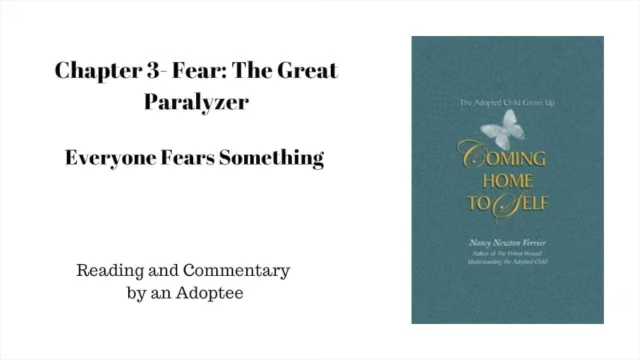 Chapter 3- Fear: The Great
Paralyzer
Everyone Fears Something
Reading and Commentary
by an Adoptee
The Adopted Child Grows Up
COMING
HOME
TO SELF
Nancy Newton Verrier
Author of The Primal Wound:
Understanding the Adopted Child